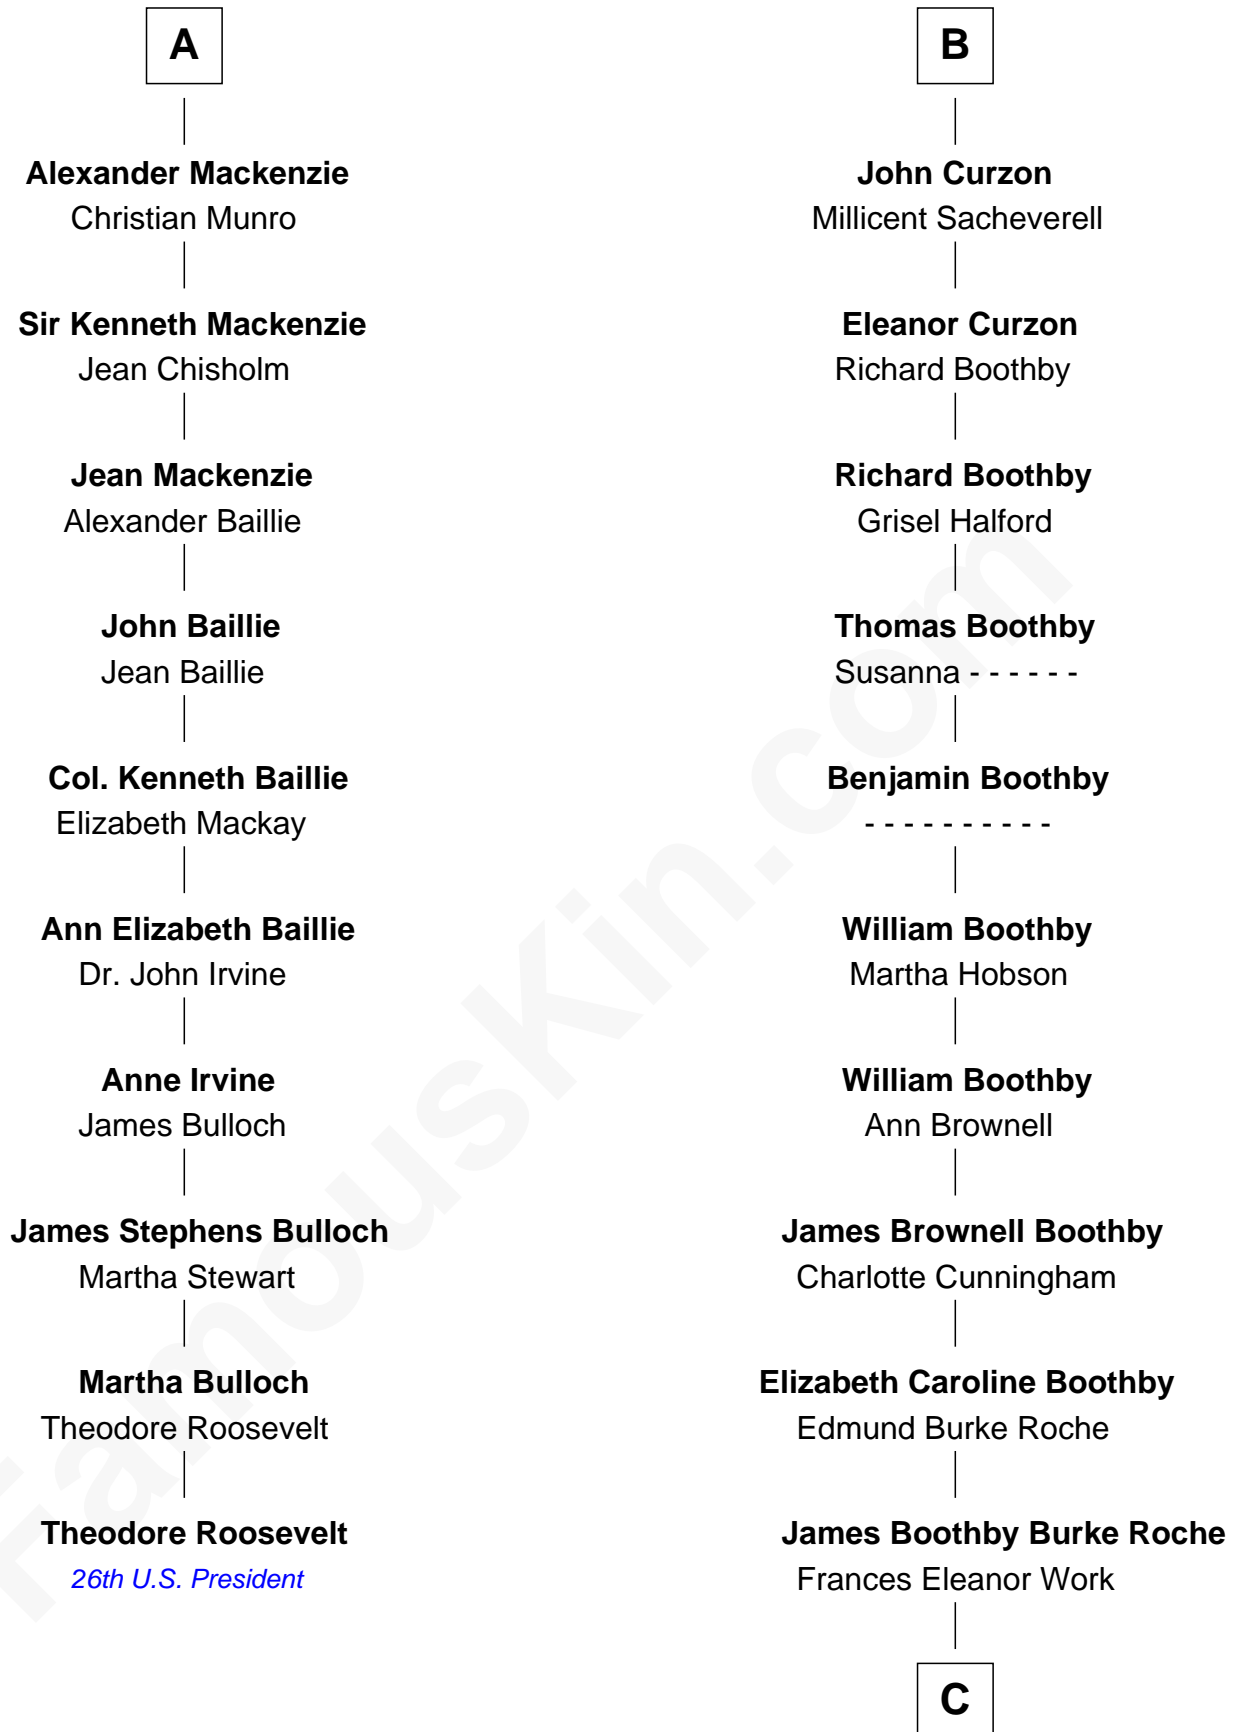 A
Alexander Mackenzie
Christian Munro
Sir Kenneth Mackenzie
Jean Chisholm
Jean Mackenzie
Alexander Baillie
John Baillie
Jean Baillie
Col. Kenneth Baillie
Elizabeth Mackay
Ann Elizabeth Baillie
Dr. John Irvine
Anne Irvine
James Bulloch
James Stephens Bulloch
Martha Stewart
Martha Bulloch
Theodore Roosevelt
Theodore Roosevelt
26th U.S. President
B
John Curzon
Millicent Sacheverell
Eleanor Curzon
Richard Boothby
Richard Boothby
Grisel Halford
Thomas Boothby
Susanna - - - - - -
Benjamin Boothby
- - - - - - - - - -
William Boothby
Martha Hobson
William Boothby
Ann Brownell
James Brownell Boothby
Charlotte Cunningham
Elizabeth Caroline Boothby
Edmund Burke Roche
James Boothby Burke Roche
Frances Eleanor Work
C
FamousKin.com